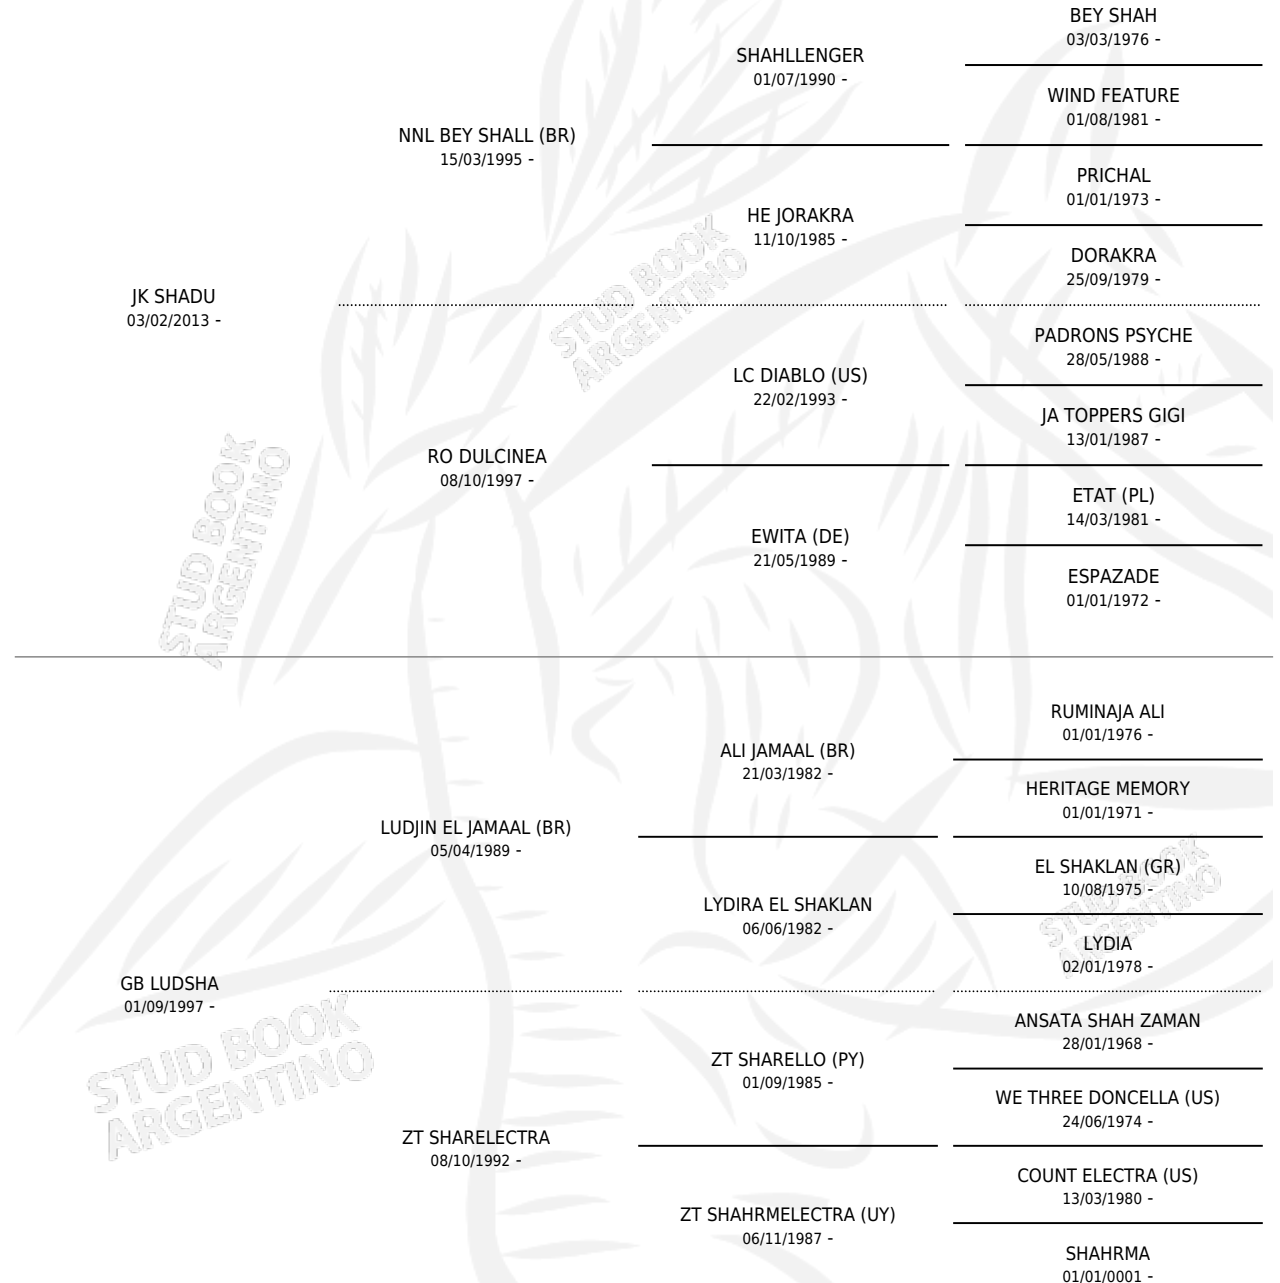 BEY SHAH
03/03/1976 -
SHAHLLENGER
01/07/1990 -
WIND FEATURE
01/08/1981 -
NNL BEY SHALL (BR)
15/03/1995 -
PRICHAL
01/01/1973 -
HE JORAKRA
11/10/1985 -
DORAKRA
25/09/1979 -
JK SHADU
03/02/2013 -
STUD BOOK
ARGENTINO
PADRONS PSYCHE
28/05/1988 -
LC DIABLO (US)
22/02/1993 -
JA TOPPERS GIGI
13/01/1987 -
RO DULCINEA
08/10/1997 -
ETAT (PL)
14/03/1981 -
EWITA (DE)
21/05/1989 -
ESPAZADE
01/01/1972 -
STUD BOOK
ARGENTINO
RUMINAJA ALI
01/01/1976 -
ALI JAMAAL (BR)
21/03/1982 -
HERITAGE MEMORY
01/01/1971 -
LUDJIN EL JAMAAL (BR)
05/04/1989 -
EL SHAKLAN (GR)
10/08/1975 -
LYDIRA EL SHAKLAN
06/06/1982 -
STUD BOOK
ARGENTINO
LYDIA
02/01/1978 -
GB LUDSHA
01/09/1997 -
ANSATA SHAH ZAMAN
28/01/1968 -
ZT SHARELLO (PY)
01/09/1985 -
STUD BOOK
ARGENTINO
WE THREE DONCELLA (US)
24/06/1974 -
ZT SHARELECTRA
08/10/1992 -
COUNT ELECTRA (US)
13/03/1980 -
ZT SHAHRMELECTRA (UY)
06/11/1987 -
SHAHRMA
01/01/0001 -